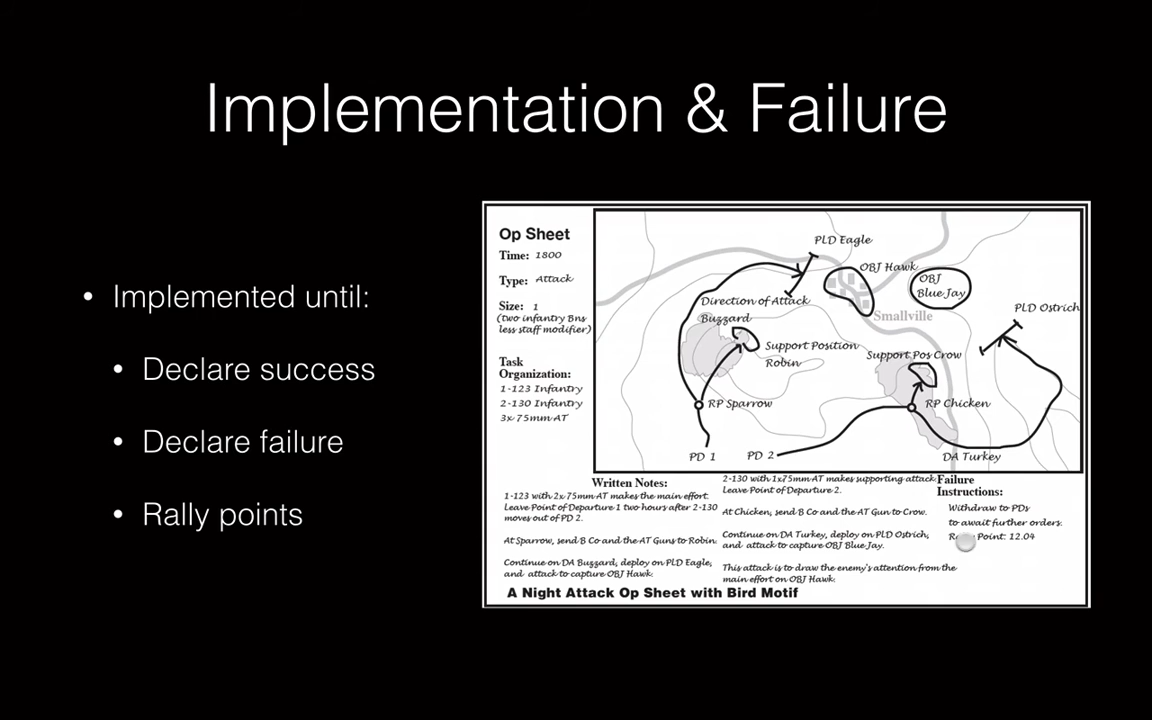 Implementation & Failure
• Implemented until:
• Declare success
• Declare failure
• Rally points
Op Sheet
Time: 1800
Type: Attack
Size: 1
(two infantry Bns
less staff modifier)
Task
Organization:
1-123 Infantry
2-130 Infantry
3x 75mm AT
PLD Eagle
OBJ Hawk
OBJ
Blue Jay
PLD Ostrich
Direction of Attack
Buzzard
Smallville
Support Position
Robin
Support Pos Crow
RP Sparrow
RP Chicken
PD 1
PD 2
DA Turkey
Written Notes:
1-123 with 2x 75mm AT makes the main effort.
Leave Point of Departure 1 two hours after 2-130
moves out of PD 2.
At Sparrow, send B Co and the AT Guns to Robin.
Continue on DA Buzzard, deploy on PLD Eagle,
and attack to capture OBJ Hawk.
2-130 with 1x75mm AT makes supporting attack.
Leave Point of Departure 2.
At Chicken, send B Co and the AT Gun to Crow.
Continue on DA Turkey, deploy on PLD Ostrich,
and attack to capture OBJ Blue Jay.
This attack is to draw the enemy's attention from the
main effort on OBJ Hawk.
Failure
Instructions:
Withdraw to PDs
to await further orders.
Point: 12.04
A Night Attack Op Sheet with Bird Motif